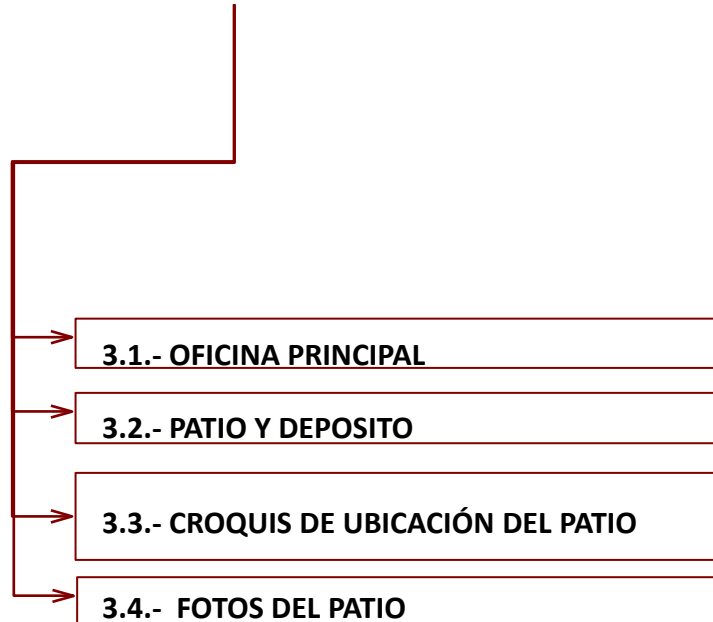 3.1.- OFICINA PRINCIPAL
3.2.- PATIO Y DEPOSITO
3.3.- CROQUIS DE UBICACIÓN DEL PATIO
3.4.- FOTOS DEL PATIO